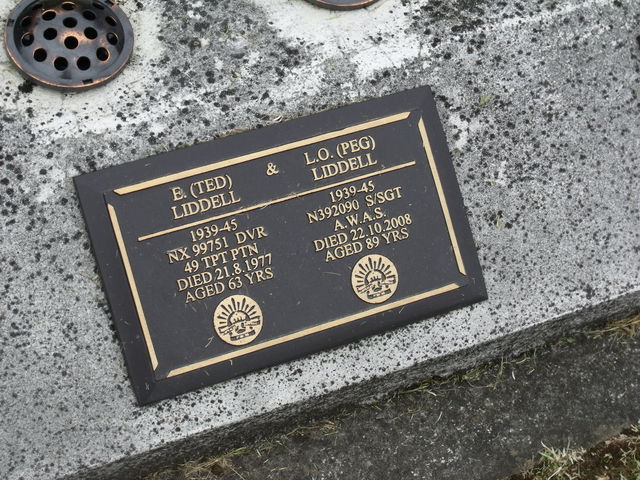 E. (TED)
LIDDELL
&
L.O. (PEG)
LIDDELL
1939-45
NX 99751 DVR
49 TPT PTN
DIED 21.8.1977
AGED 63 YRS
1939-45
N392090 S/SGT
A.W.A.S.
DIED 22.10.2008
AGED 89 YRS